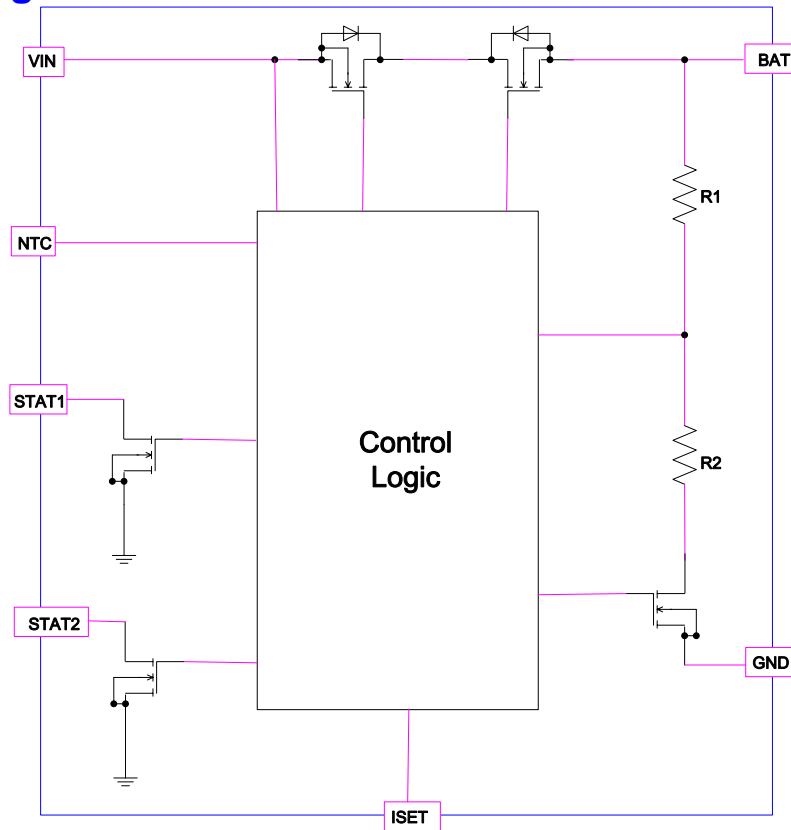 VIN
BAT
R1
NTC
STAT1
Control
Logic
R2
STAT2
GND
ISET